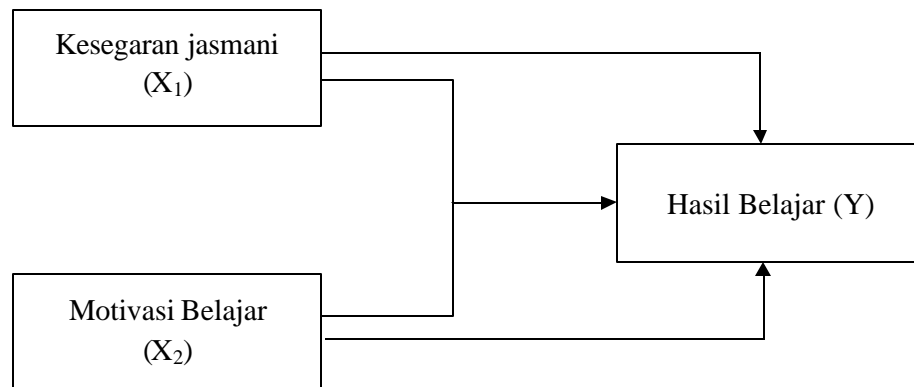 Kesegaran jasmani
(X₁)
Hasil Belajar (Y)
Motivasi Belajar
(X₂)